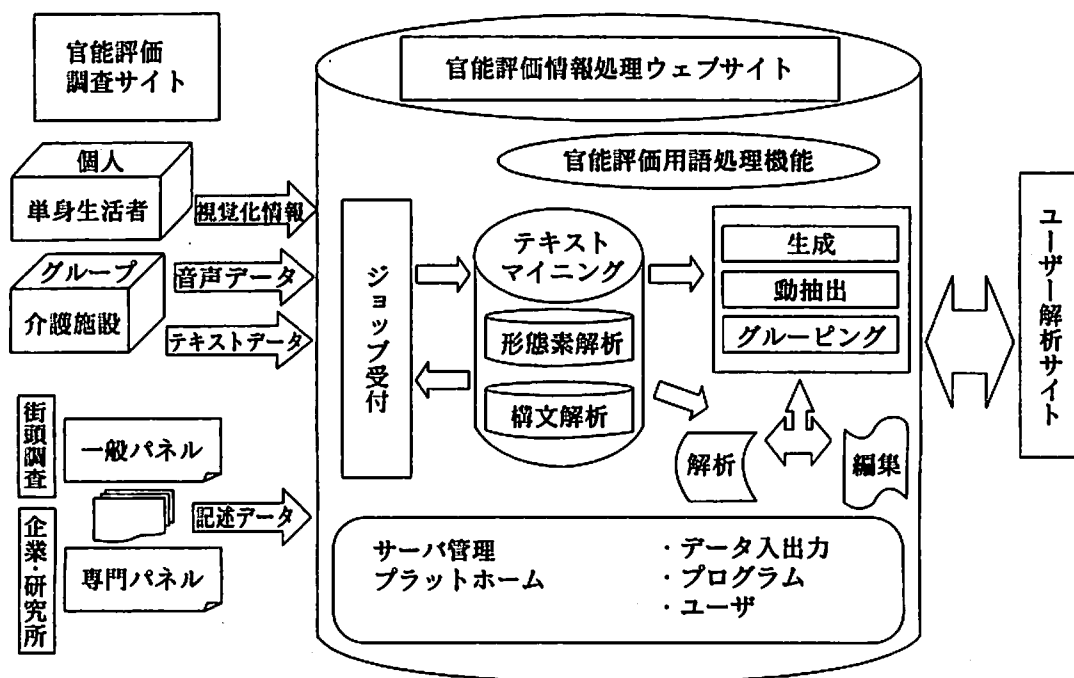 官能評価
調査サイト
官能評価情報処理ウェブサイト
官能評価用語処理機能
個人
単身生活者
視覚化情報
グループ
介護施設
音声データ
テキストデータ
街頭調査
一般パネル
記述データ
企業・研究所
専門パネル
ジョッブ受付
テキスト
マイニング
形態素解析
構文解析
生成
動抽出
グルーピング
解析
編集
ユーザー解析サイト
サーバ管理
プラットホーム
・データ入出力
・プログラム
・ユーザ